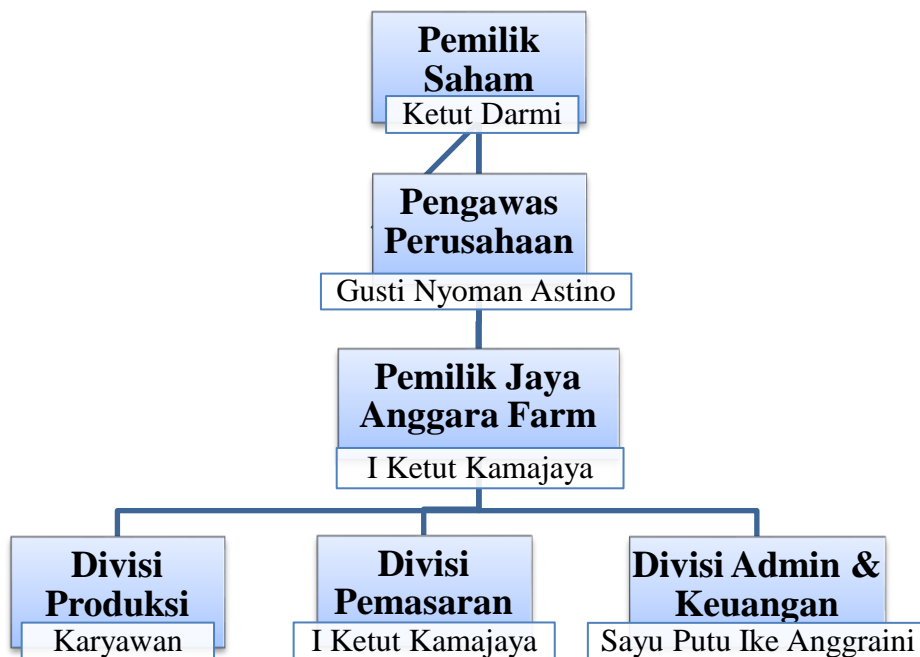 Pemilik
Saham
Ketut Darmi
Pengawas
Perusahaan
Gusti Nyoman Astino
Pemilik Jaya
Anggara Farm
I Ketut Kamajaya
Divisi
Produksi
Karyawan
Divisi
Pemasaran
I Ketut Kamajaya
Divisi Admin &
Keuangan
Sayu Putu Ike Anggraini